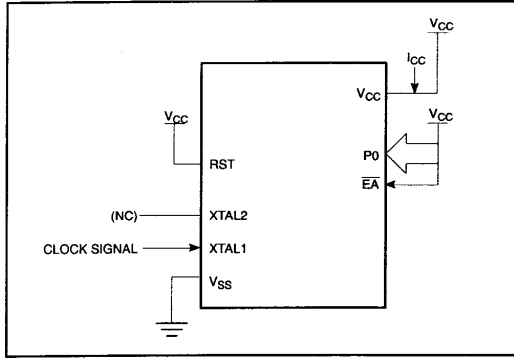 VCC
ICC
VCC
VCC
VCC
P0
RST
EA
(NC)
XTAL2
CLOCK SIGNAL
XTAL1
VSS